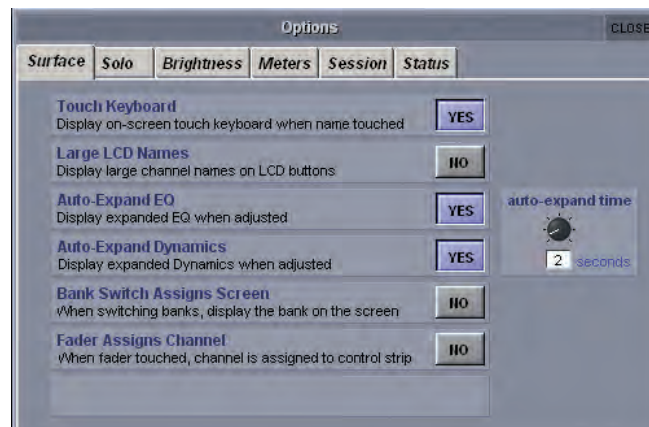 Options
CLOSE
Surface Solo Brightness Meters Session Status
Touch Keyboard
Display on-screen touch keyboard when name touched
YES
Large LCD Names
Display large channel names on LCD buttons
NO
Auto-Expand EQ
Display expanded EQ when adjusted
YES
auto-expand time
2 seconds
Auto-Expand Dynamics
Display expanded Dynamics when adjusted
YES
Bank Switch Assigns Screen
When switching banks, display the bank on the screen
NO
Fader Assigns Channel
When fader touched, channel is assigned to control strip
NO